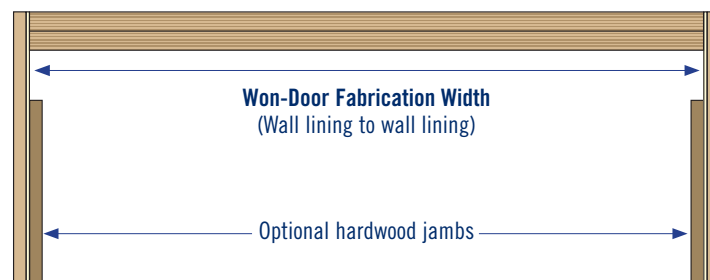 Won-Door Fabrication Width
(Wall lining to wall lining)
Optional hardwood jambs